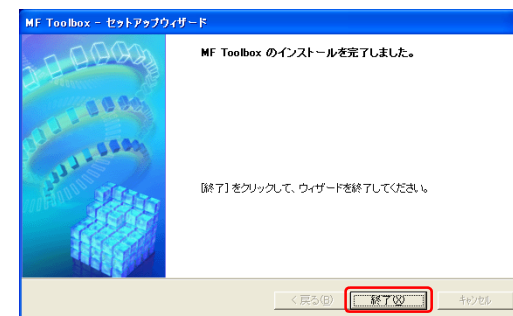 MF Toolbox - セットアップウィザード
MF Toolbox のインストールを完了しました。
[終了] をクリックして、ウィザードを終了してください。
< 戻る(B)
終了(X)
キャンセル